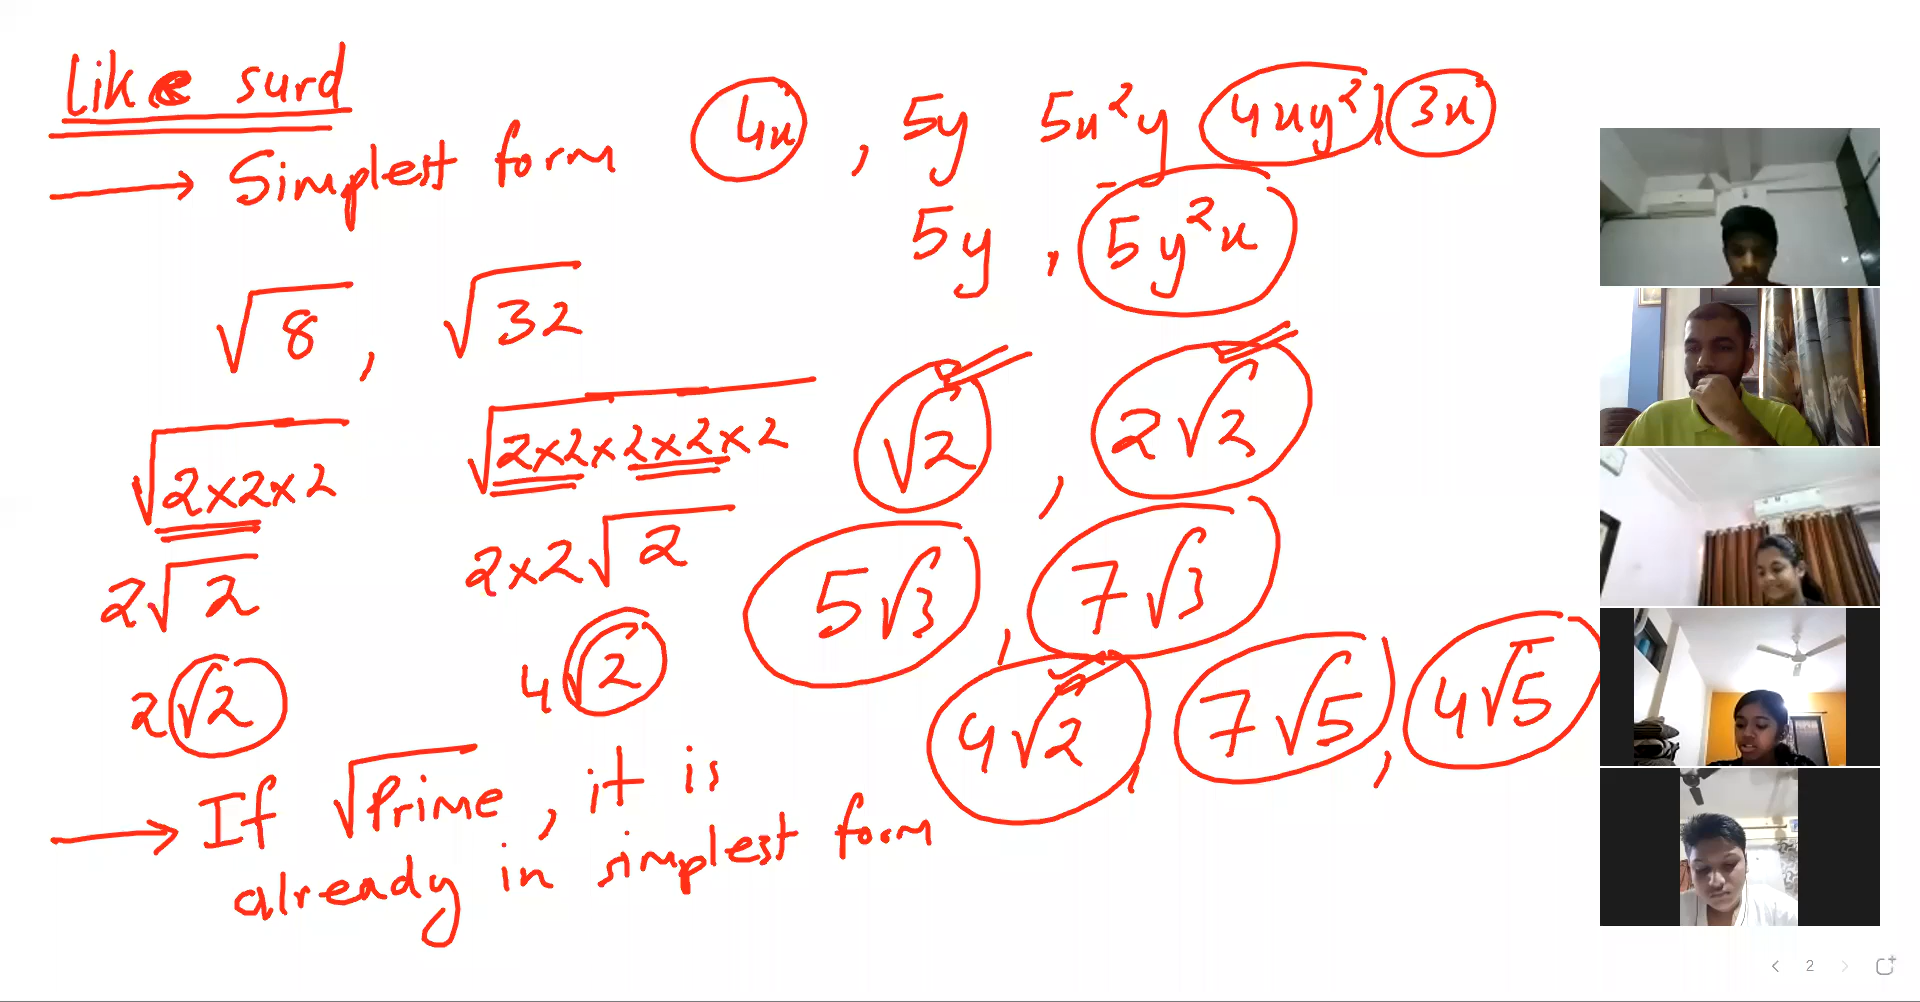 Like surd
→ Simplest form
4x, 5y 5x²y 4xy², 3x
5y, 5y²x
√8, √32
√2×2×2 √2×2×2×2×2
√2, 2√2
2√2 2×2√2
5√3, 7√3
2√2 4√2
4√2, 7√5, 4√5
→ If √Prime, it is
already in simplest form
2